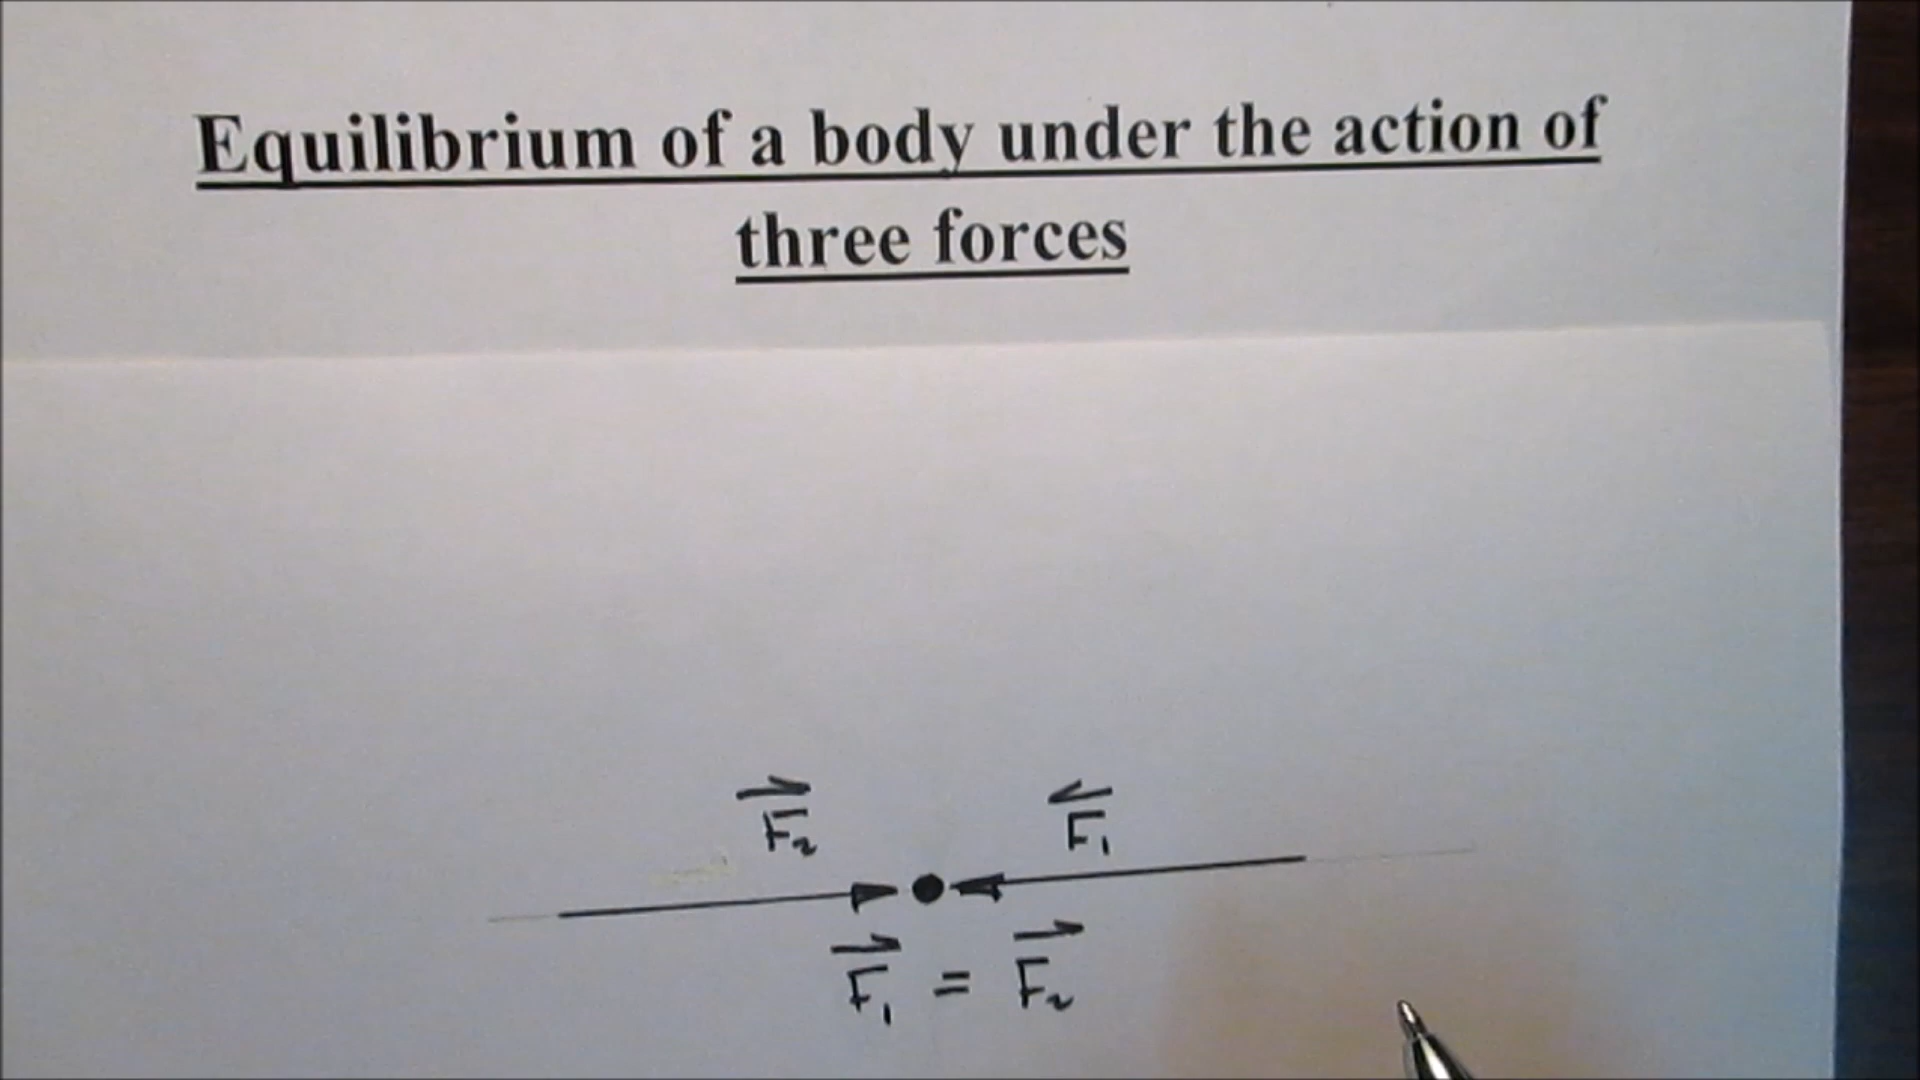 Equilibrium of a body under the action of
three forces
F₂ F₁
F₁ = F₂